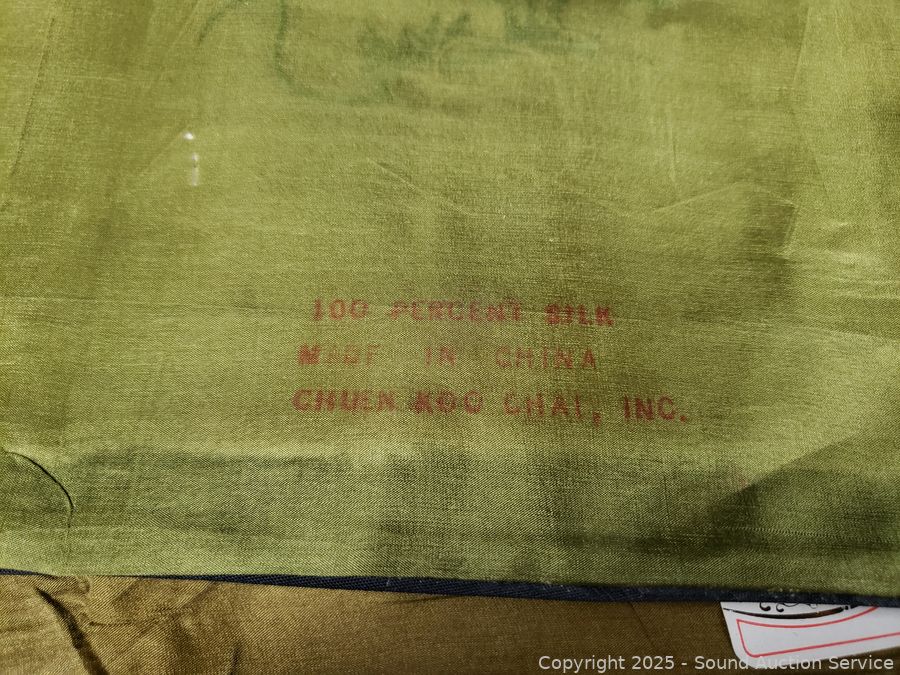 100 PERCENT SILK
MADE IN CHINA
CHUEN KOO CHAI, INC.
Copyright 2025 - Sound Auction Service